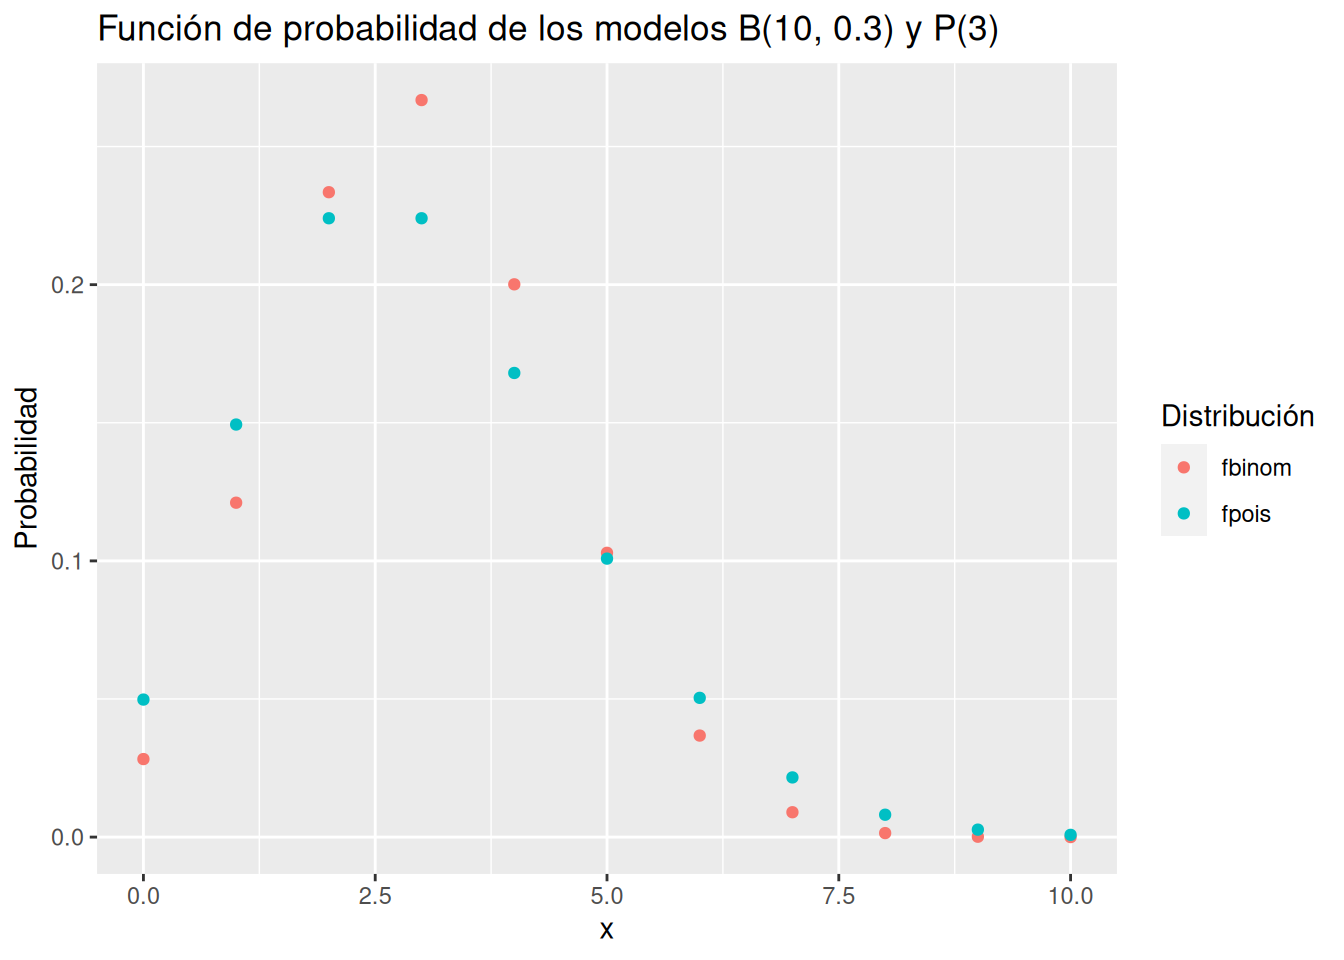 Función de probabilidad de los modelos B(10, 0.3) y P(3)
Probabilidad
0.2
0.1
0.0
0.0 2.5 5.0 7.5 10.0
x
Distribución
fbinom
fpois